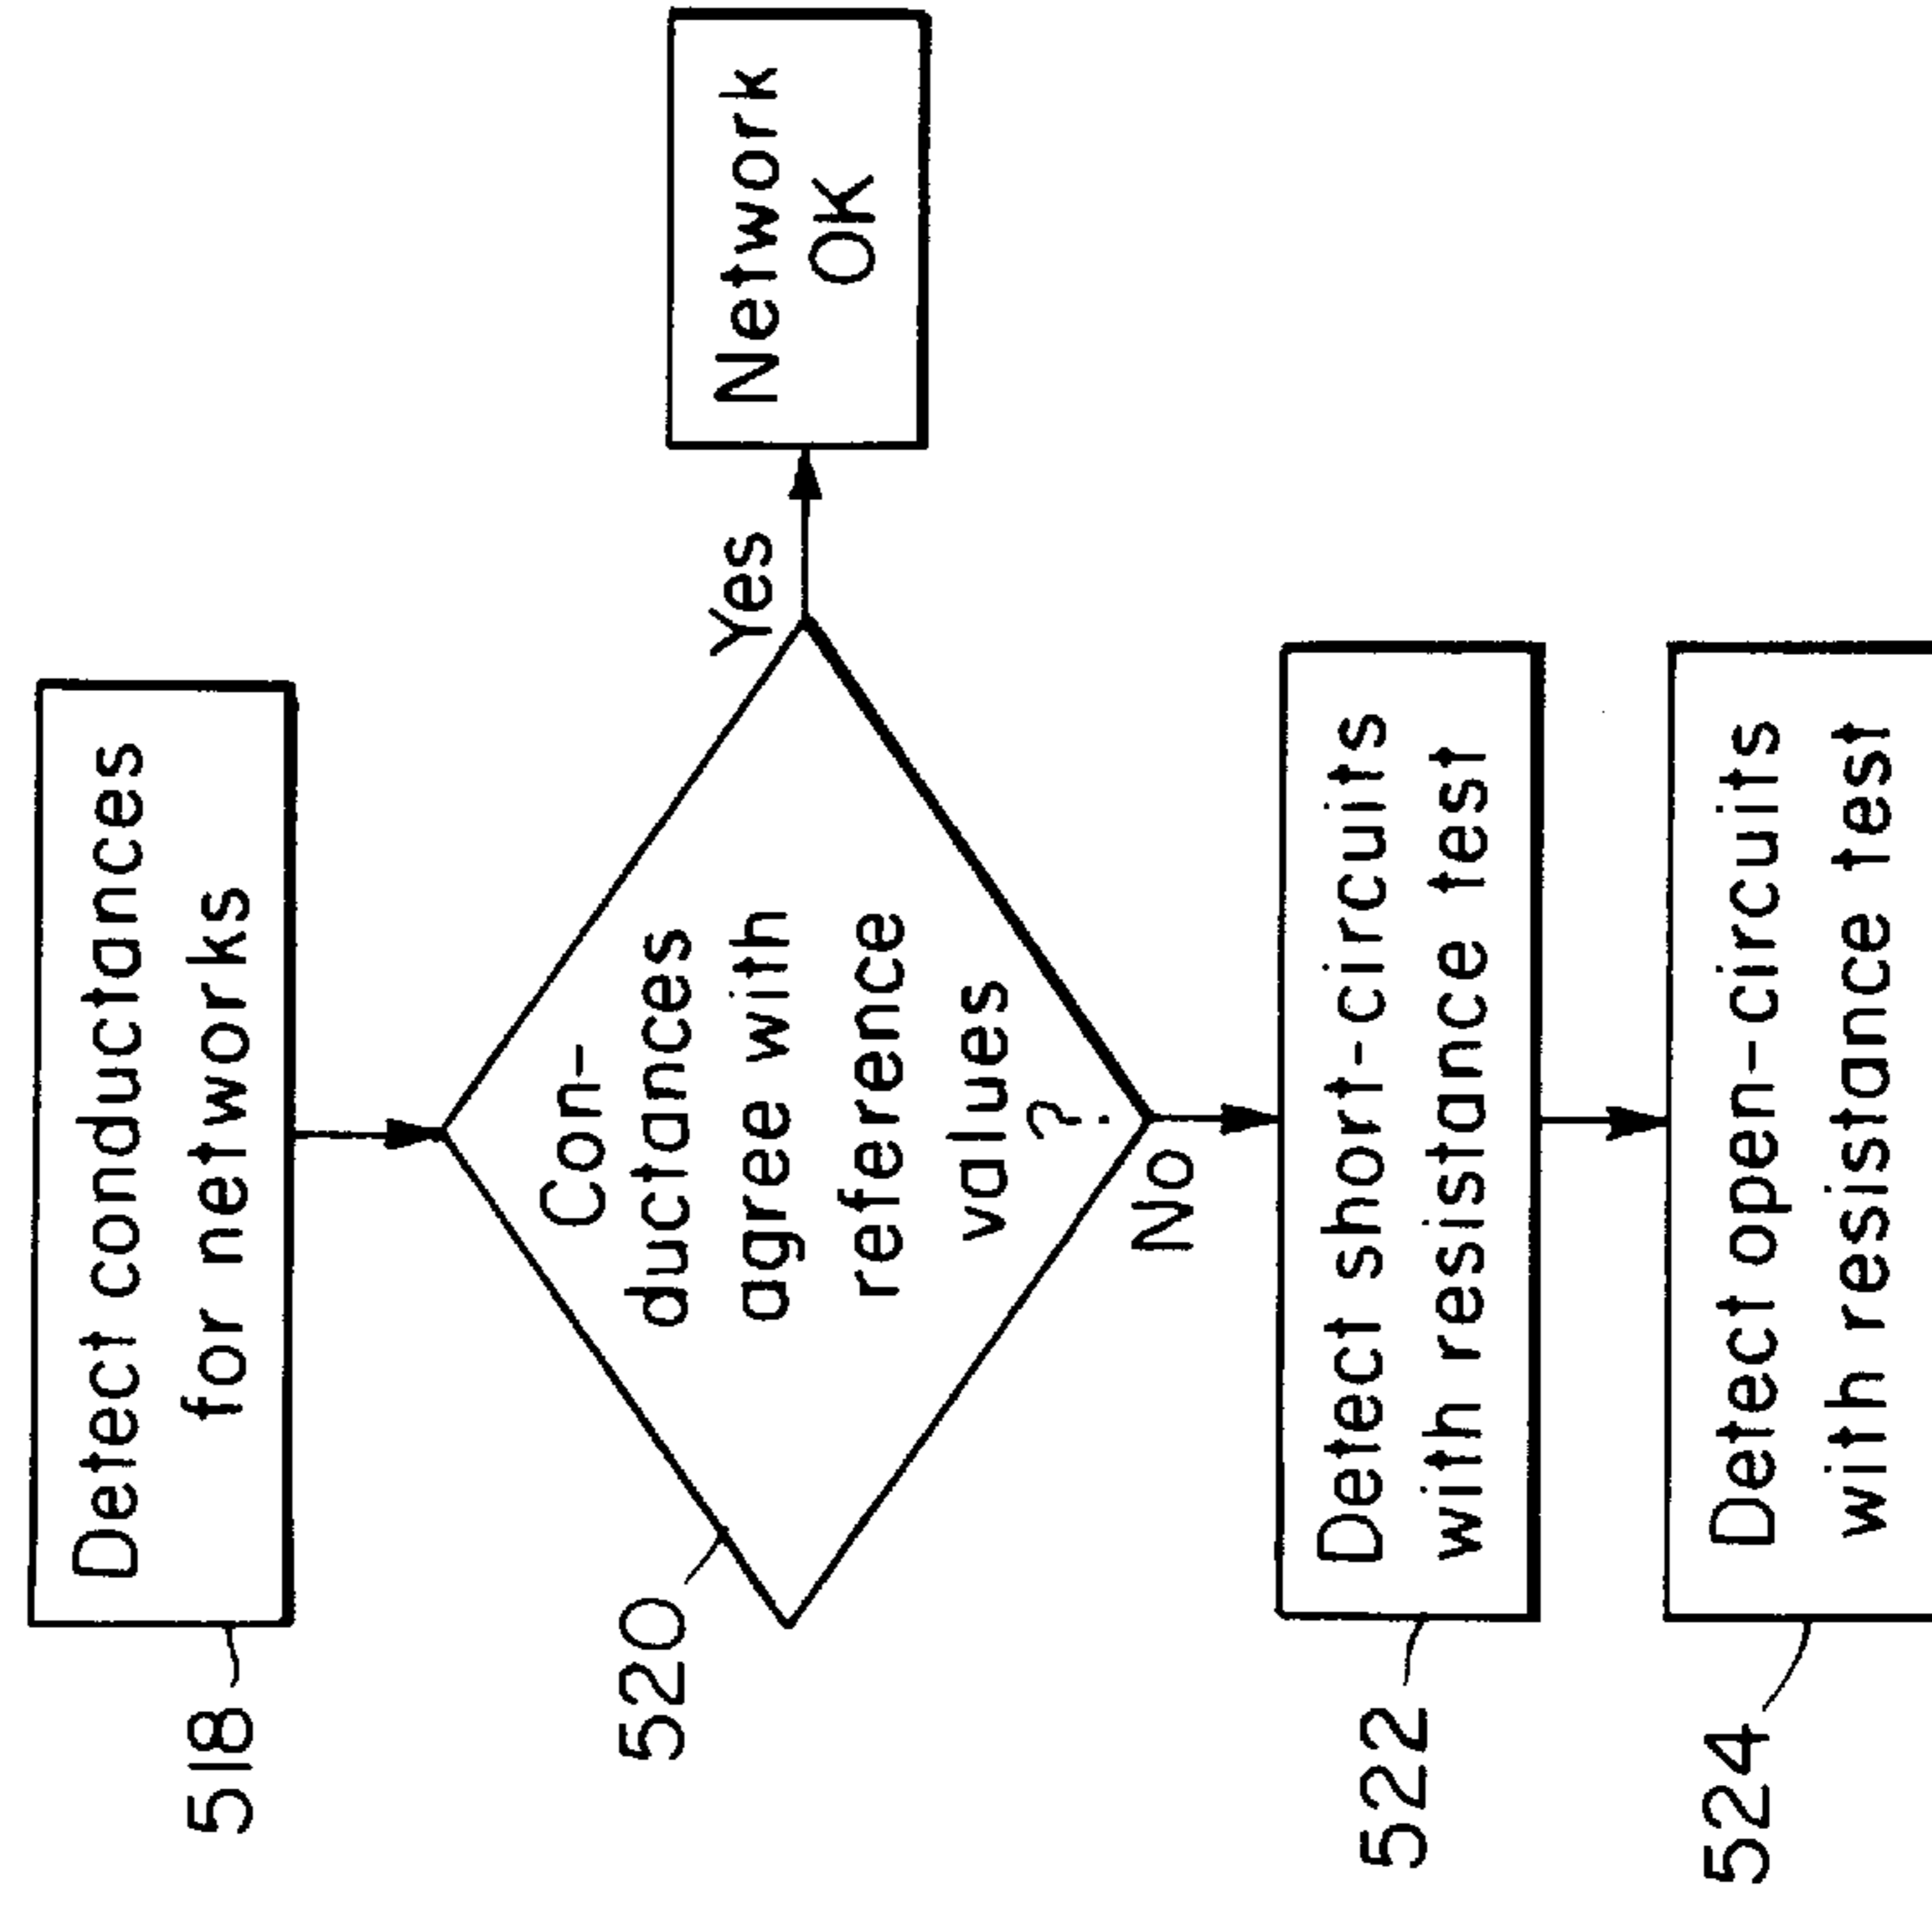 518
Detect conductances
for networks
520
Con-
ductances
agree with
reference
values
?
Yes
Network
OK
No
522
Detect short-circuits
with resistance test
524
Detect open-circuits
with resistance test